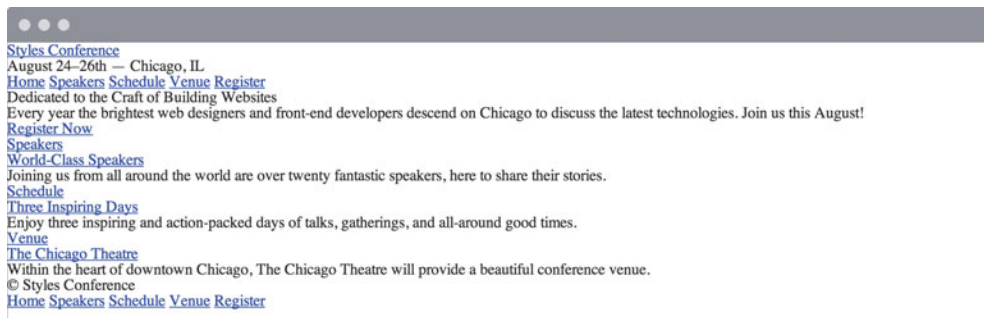 Styles Conference
August 24–26th — Chicago, IL
Home Speakers Schedule Venue Register
Dedicated to the Craft of Building Websites
Every year the brightest web designers and front-end developers descend on Chicago to discuss the latest technologies. Join us this August!
Register Now
Speakers
World-Class Speakers
Joining us from all around the world are over twenty fantastic speakers, here to share their stories.
Schedule
Three Inspiring Days
Enjoy three inspiring and action-packed days of talks, gatherings, and all-around good times.
Venue
The Chicago Theatre
Within the heart of downtown Chicago, The Chicago Theatre will provide a beautiful conference venue.
© Styles Conference
Home Speakers Schedule Venue Register